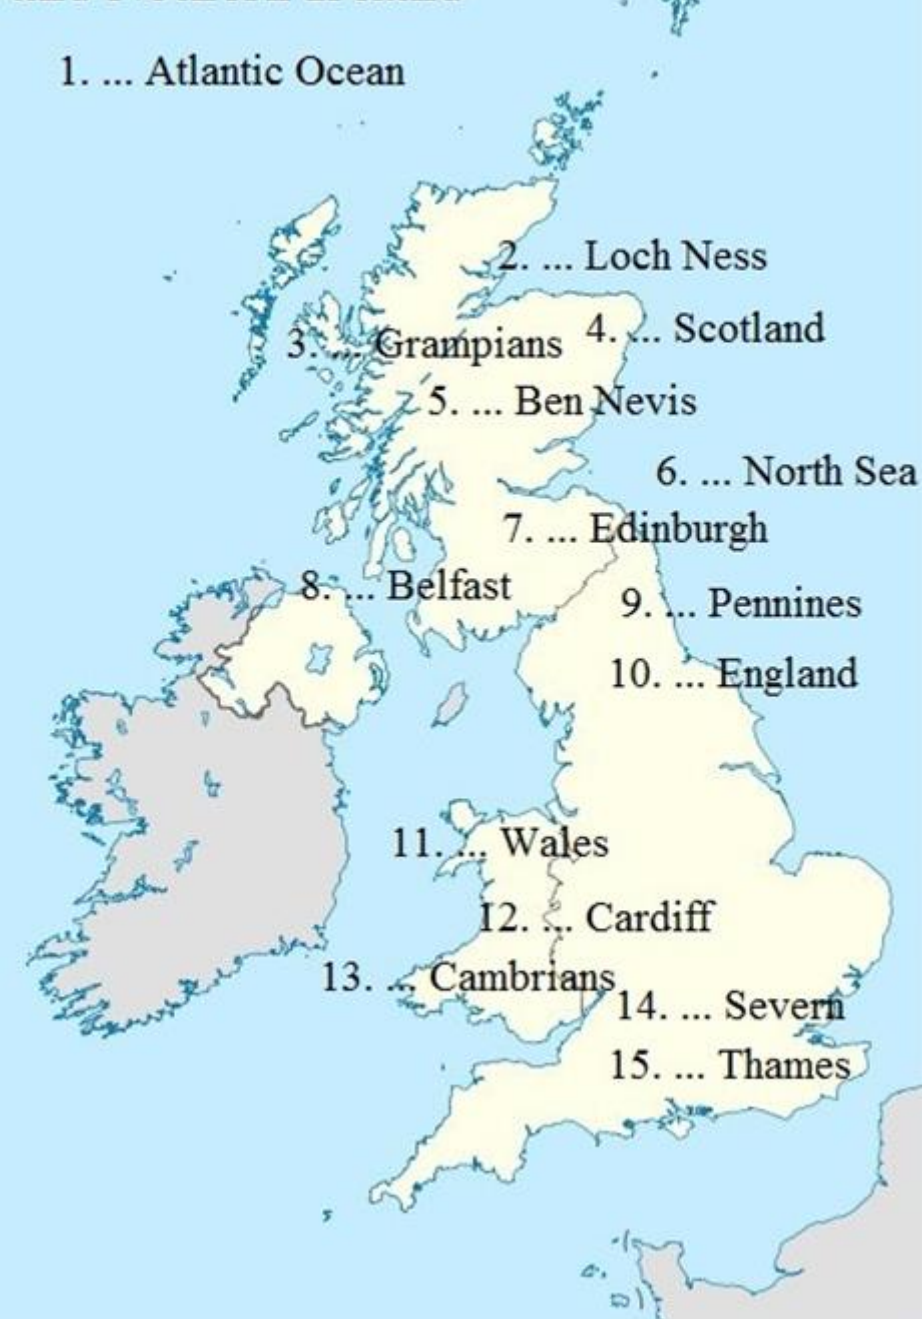 1. ... Atlantic Ocean
2. ... Loch Ness
3. ... Grampians
4. ... Scotland
5. ... Ben Nevis
6. ... North Sea
7. ... Edinburgh
8. ... Belfast
9. ... Pennines
10. ... England
11. ... Wales
12. ... Cardiff
13. ... Cambrians
14. ... Severn
15. ... Thames